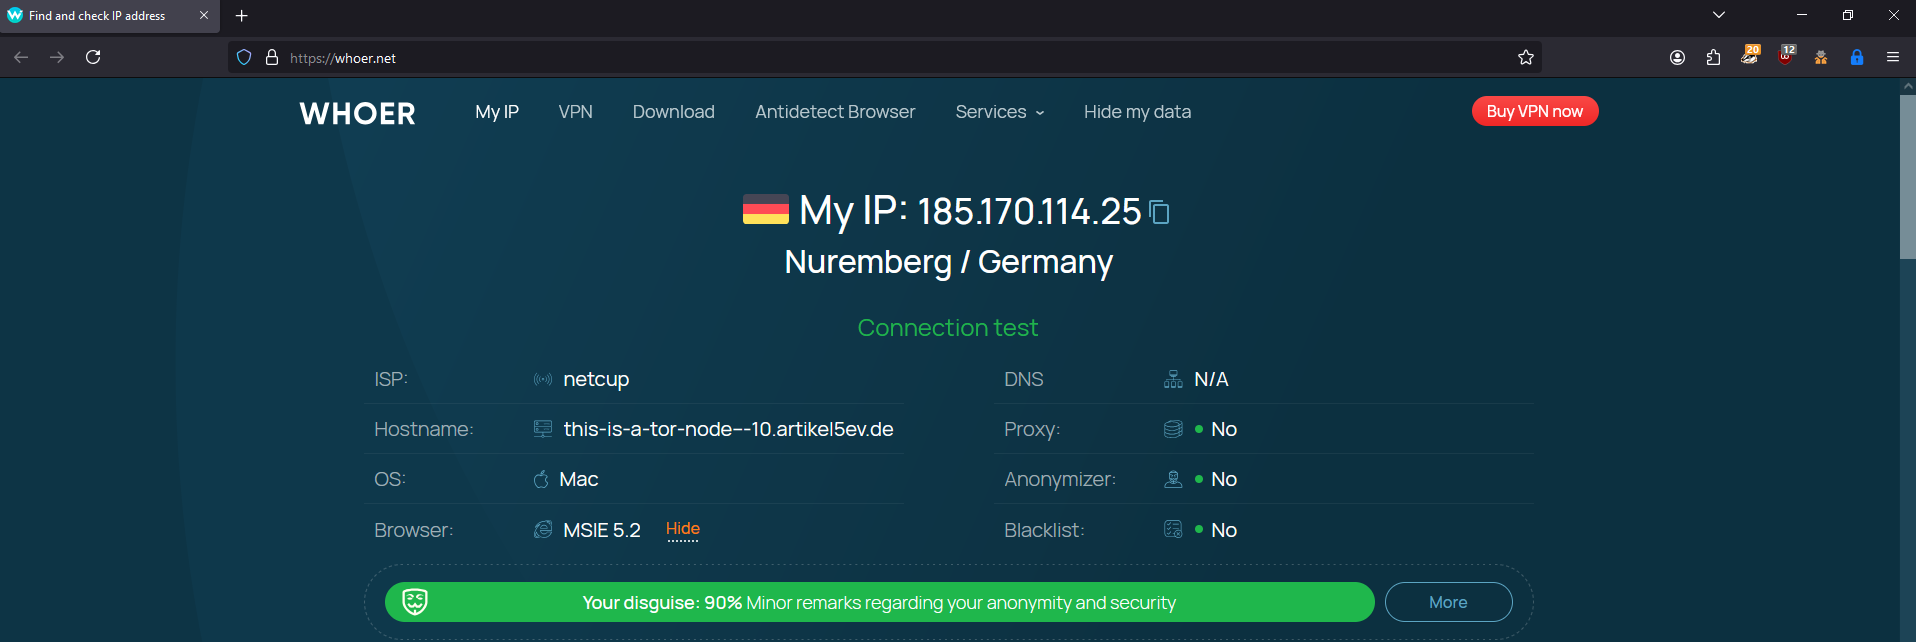 Find and check IP address
https://whoer.net
20
12
WHOER
My IP
VPN
Download
Antidetect Browser
Services
Hide my data
Buy VPN now
My IP: 185.170.114.25
Nuremberg / Germany
Connection test
ISP: netcup
DNS N/A
Hostname: this-is-a-tor-node---10.artikel5ev.de
Proxy: No
OS: Mac
Anonymizer: No
Browser: MSIE 5.2 Hide
Blacklist: No
Your disguise: 90% Minor remarks regarding your anonymity and security
More